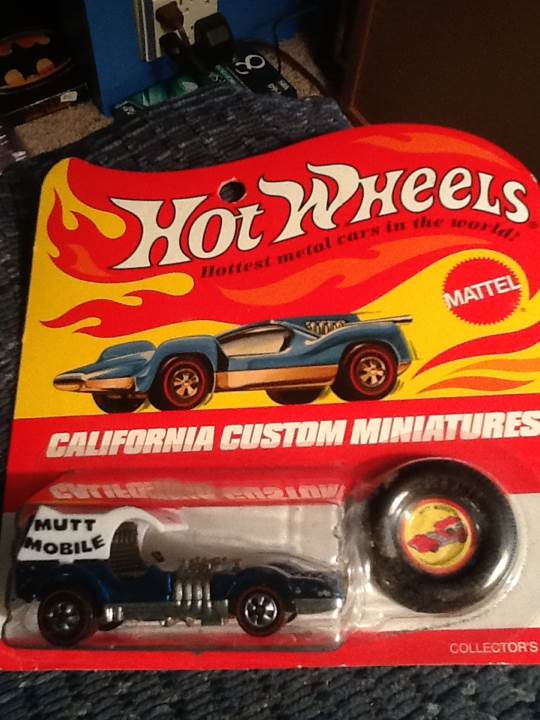 HOT WHEELS
Hottest metal cars in the world!
MATTEL
CALIFORNIA CUSTOM MINIATURES
MUTT
MOBILE
COLLECTOR'S